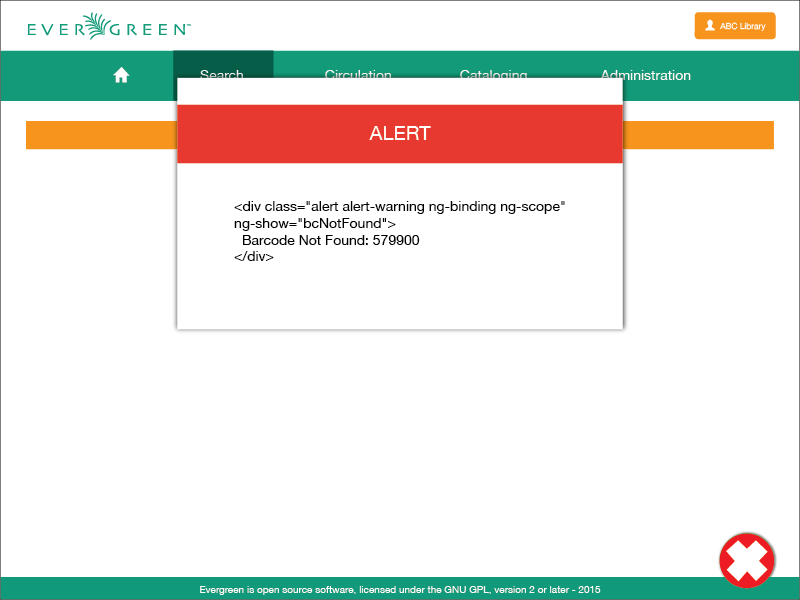 EVERGREEN™
ABC Library
Search
Circulation
Cataloging
Administration
ALERT
<div class="alert alert-warning ng-binding ng-scope"
ng-show="bcNotFound">
Barcode Not Found: 579900
</div>
Evergreen is open source software, licensed under the GNU GPL, version 2 or later - 2015